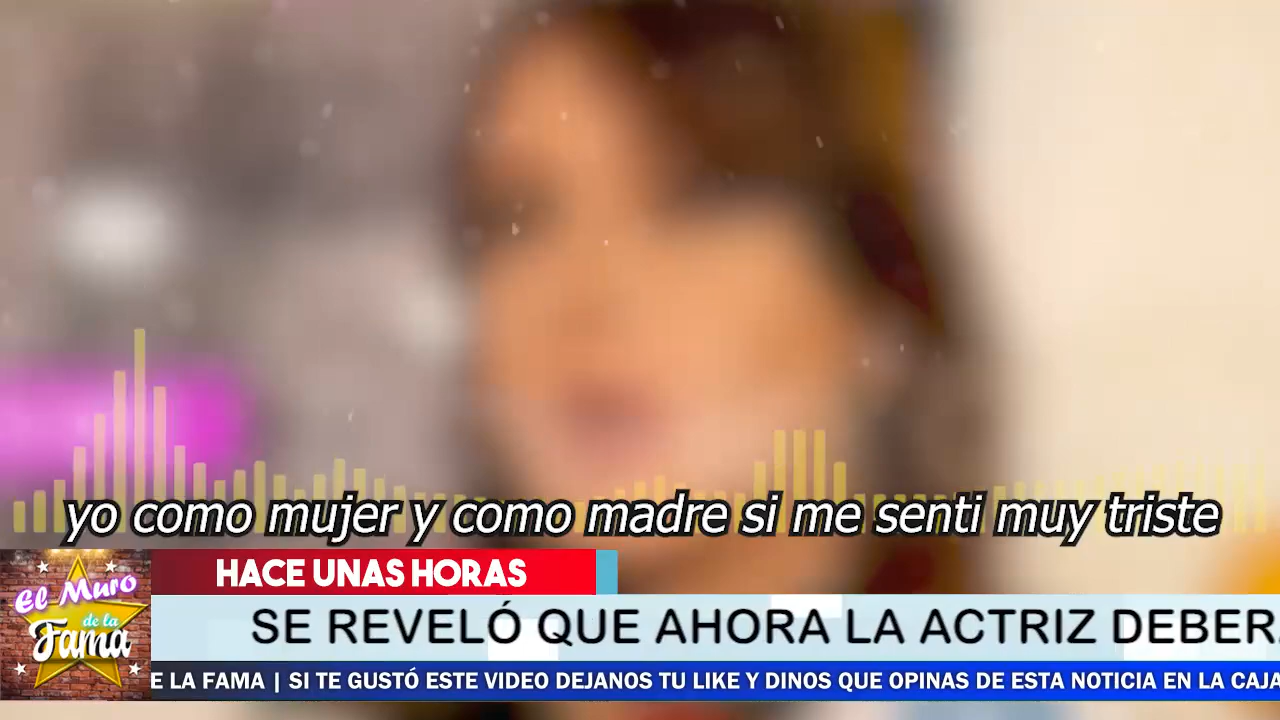 yo como mujer y como madre si me senti muy triste
HACE UNAS HORAS
El Muro
de la
Fama
SE REVELÓ QUE AHORA LA ACTRIZ DEBER
E LA FAMA | SI TE GUSTÓ ESTE VIDEO DEJANOS TU LIKE Y DINOS QUE OPINAS DE ESTA NOTICIA EN LA CAJA